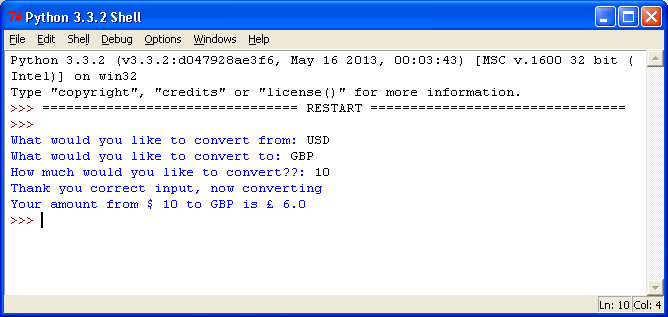 Python 3.3.2 Shell
File Edit Shell Debug Options Windows Help
Python 3.3.2 (v3.3.2:d047928ae3f6, May 16 2013, 00:03:43) [MSC v.1600 32 bit (
Intel)] on win32
Type "copyright", "credits" or "license()" for more information.
>>> ================================ RESTART ================================
>>>
What would you like to convert from: USD
What would you like to convert to: GBP
How much would you like to convert??: 10
Thank you correct input, now converting
Your amount from $ 10 to GBP is £ 6.0
>>>
Ln: 10 Col: 4